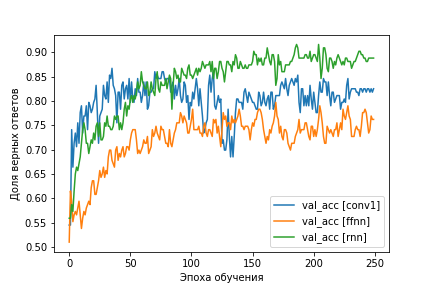 0.90
0.85
0.80
0.75
0.70
0.65
0.60
0.55
0.50
Доля верных ответов
val_acc [conv1]
val_acc [ffnn]
val_acc [rnn]
0 50 100 150 200 250
Эпоха обучения